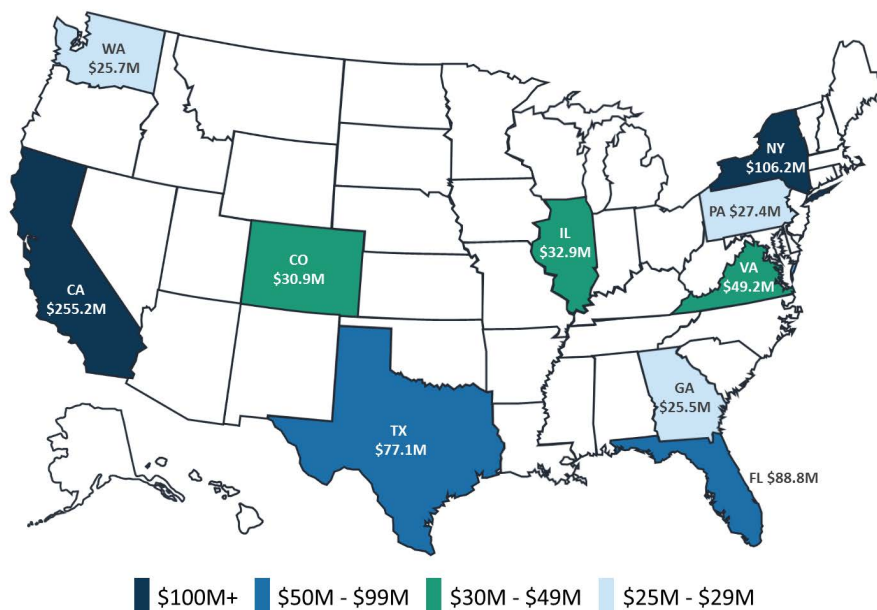 WA
$25.7M
NY
$106.2M
PA $27.4M
IL
$32.9M
CO
$30.9M
VA
$49.2M
CA
$255.2M
GA
$25.5M
TX
$77.1M
FL $88.8M
$100M+ $50M - $99M $30M - $49M $25M - $29M